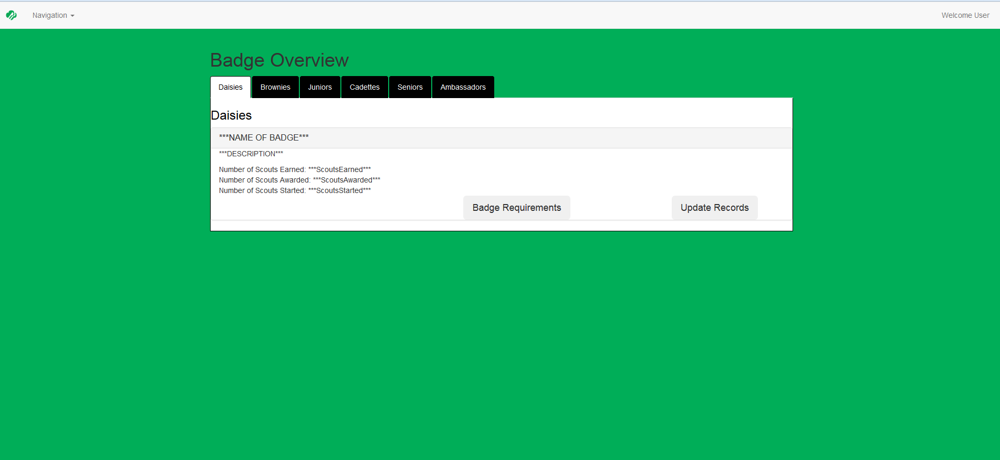 Navigation
Welcome User
Badge Overview
Daisies Brownies Juniors Cadettes Seniors Ambassadors
Daisies
***NAME OF BADGE***
***DESCRIPTION***
Number of Scouts Earned: ***ScoutsEarned***
Number of Scouts Awarded: ***ScoutsAwarded***
Number of Scouts Started: ***ScoutsStarted***
Badge Requirements Update Records